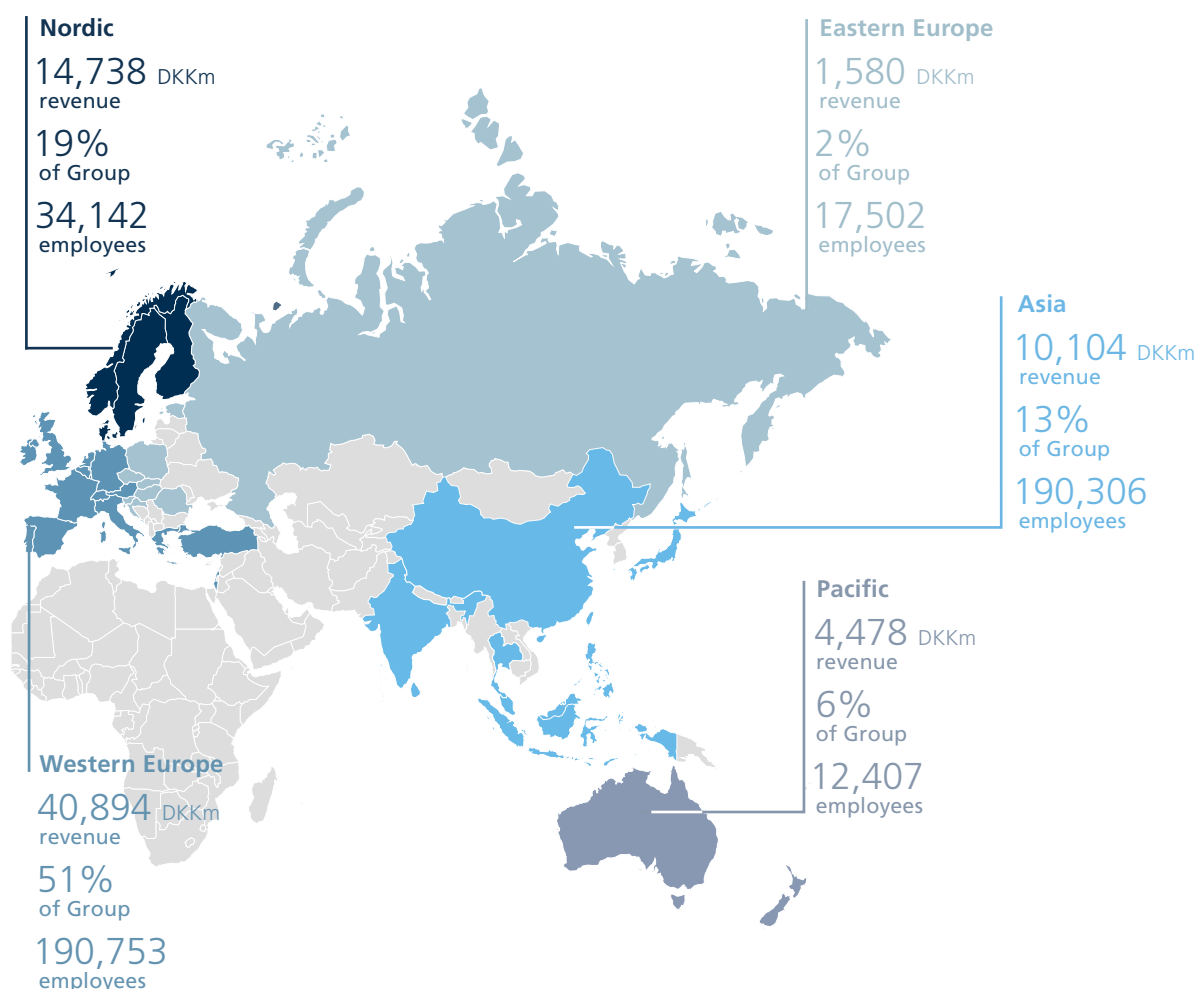 Nordic
14,738 DKKm
revenue
19%
of Group
34,142
employees
Eastern Europe
1,580 DKKm
revenue
2%
of Group
17,502
employees
Asia
10,104 DKKm
revenue
13%
of Group
190,306
employees
Pacific
4,478 DKKm
revenue
6%
of Group
12,407
employees
Western Europe
40,894 DKKm
revenue
51%
of Group
190,753
employees